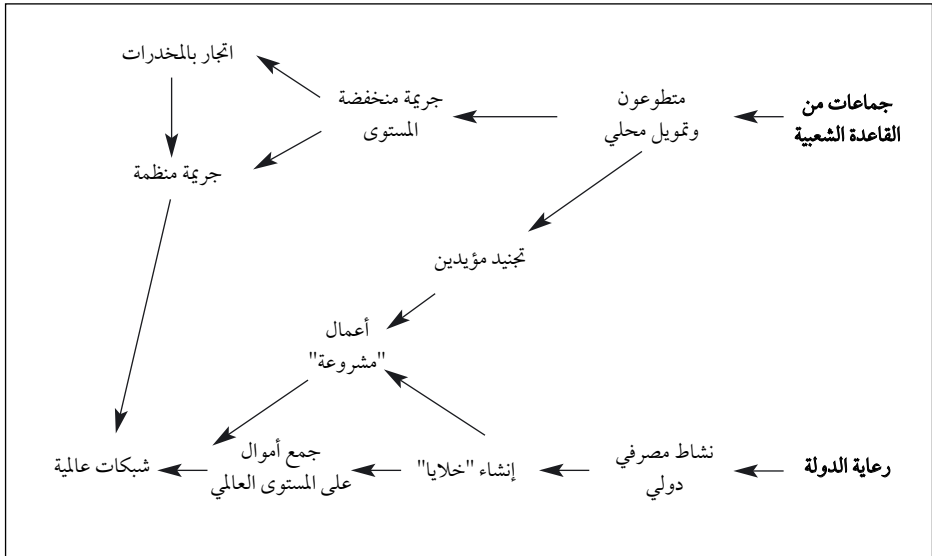 اتجار بالمخدرات
جماعات من
القاعدة الشعبية
متطوعون
وتمويل محلي
جريمة منخفضة
المستوى
جريمة منظمة
تجنيد مؤيدين
أعمال
"مشروعة"
رعاية الدولة
نشاط مصرفي
دولي
إنشاء "خلايا"
جمع أموال
على المستوى العالمي
شبكات عالمية